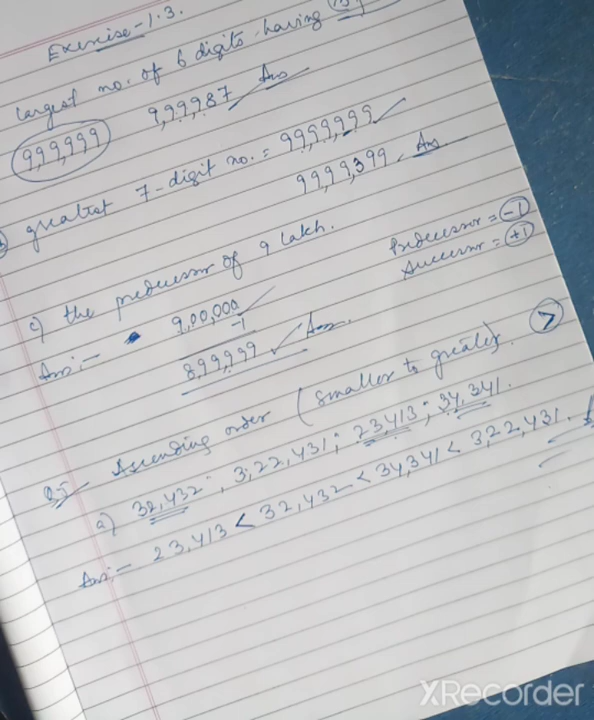 Exercise - 1.3.
largest no. of 6 digits having
9,99,999 9,99,987 Ans
greatest 7-digit no. = 9999999
99,99,399 Ans
c) the predecessor of 9 lakh.
Predecessor = -1
Successor = +1
Ans:- 9,00,000
-1
8,99,999 Ans.
Q5 Ascending order (smaller to greater). >
a) 32,432; 3,22,431; 23,413; 34,341.
Ans:- 23,413 < 32,432 < 34,341 < 3,22,431.
XRecorder